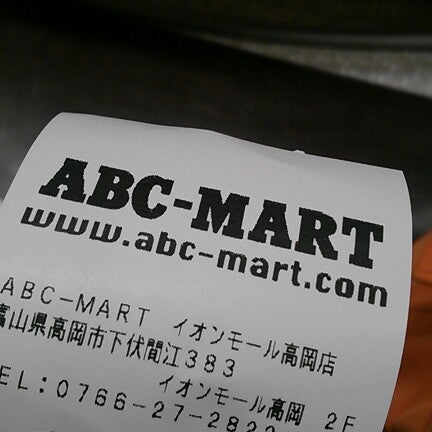 ABC-MART
www.abc-mart.com
ABC-MART イオンモール高岡店
富山県高岡市下伏間江383
イオンモール高岡 2F
TEL:0766-27-282